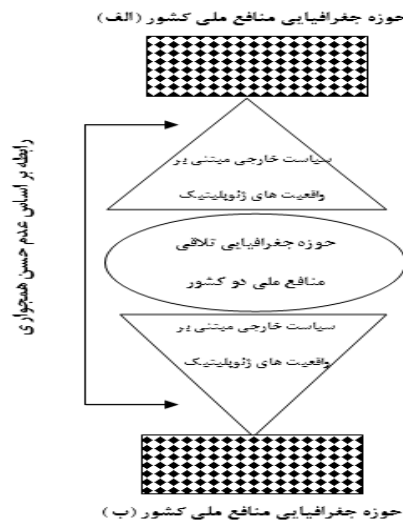 حوزه جغرافیایی منافع ملی کشور (الف)
سیاست خارجی مبتنی بر
واقعیت های ژئوپلیتیک
حوزه جغرافیایی تلاقی
منافع ملی دو کشور
سیاست خارجی مبتنی بر
واقعیت های ژئوپلیتیک
حوزه جغرافیایی منافع ملی کشور (ب)
رابطه بر اساس عدم حسن همجواری